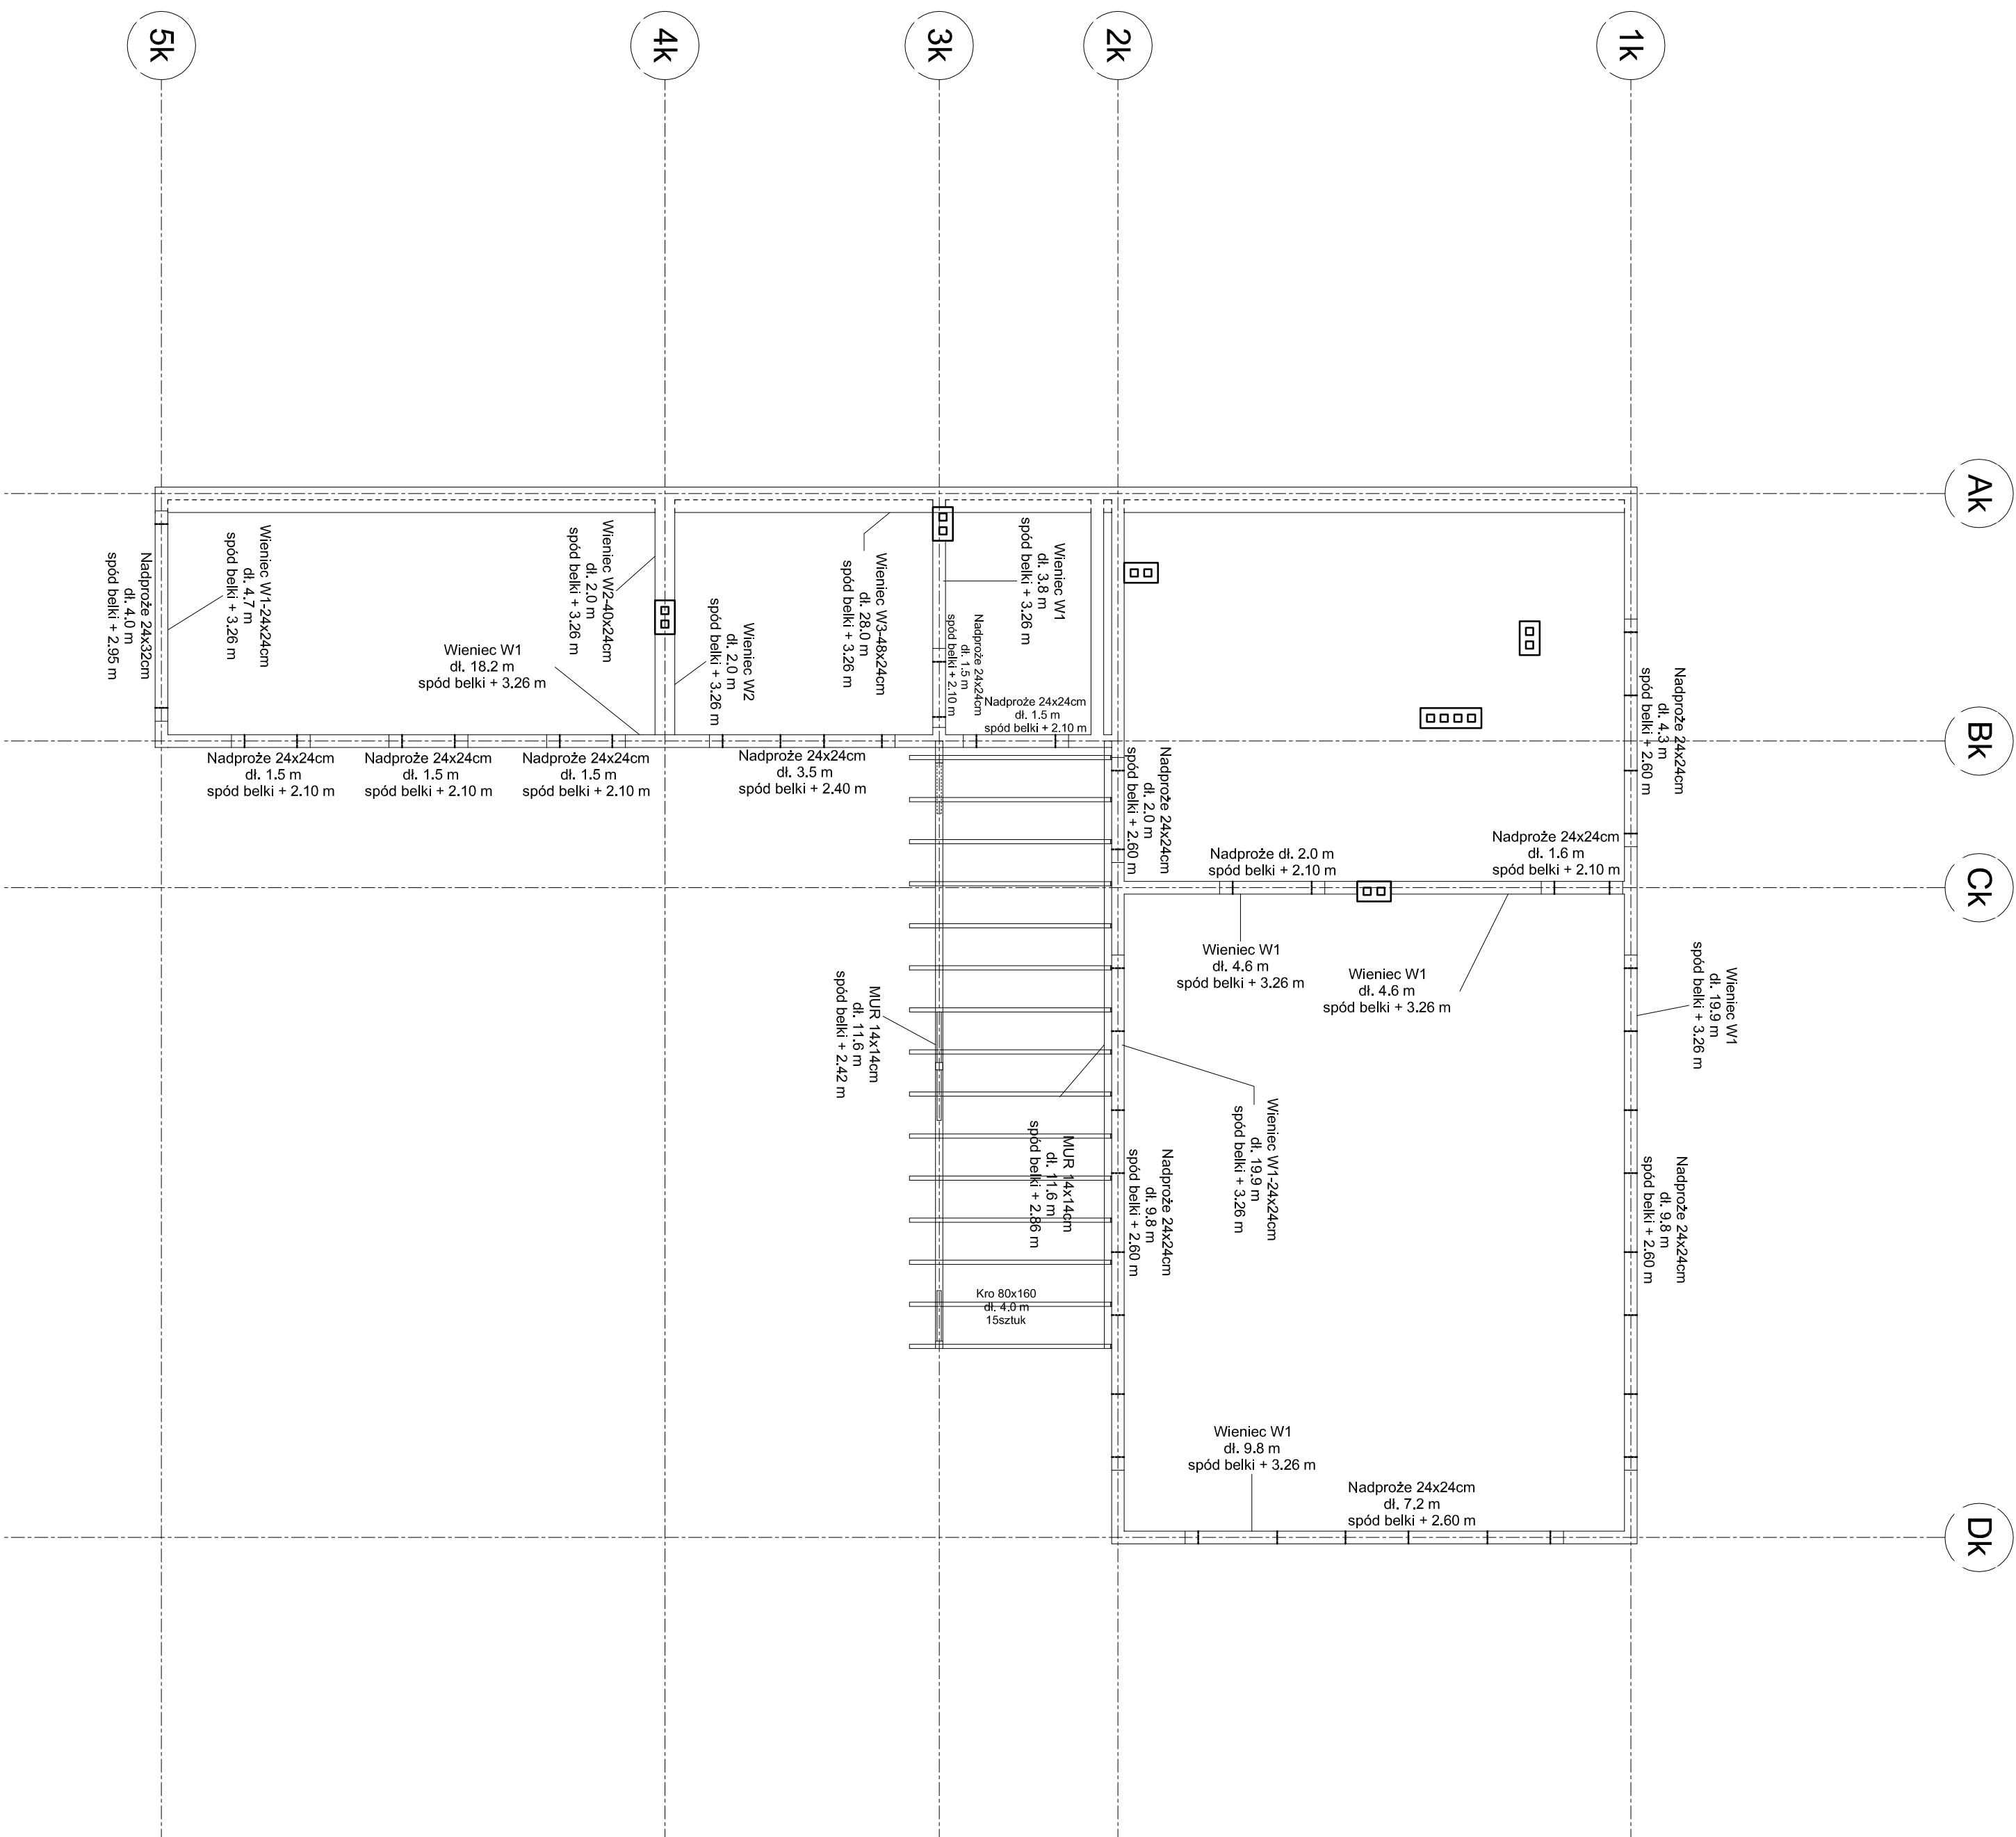 5k
4k
3k
2k
1k
Ak
Bk
Ck
Dk
Nadproże 24x32cm
dł. 4.0 m
spód belki + 2.95 m
Wieniec W1-24x24cm
dł. 4.7 m
spód belki + 3.26 m
Wieniec W2-40x24cm
dł. 2.0 m
spód belki + 3.26 m
Wieniec W1
dł. 18.2 m
spód belki + 3.26 m
Wieniec W2
dł. 2.0 m
spód belki + 3.26 m
Wieniec W3-48x24cm
dł. 28.0 m
spód belki + 3.26 m
Wieniec W1
dł. 3.8 m
spód belki + 3.26 m
Nadproże 24x24cm
dł. 1.5 m
spód belki + 2.10 m
Nadproże 24x24cm
dł. 1.5 m
spód belki + 2.10 m
Nadproże 24x24cm
dł. 4.3 m
spód belki + 2.60 m
Nadproże 24x24cm
dł. 1.5 m
spód belki + 2.10 m
Nadproże 24x24cm
dł. 1.5 m
spód belki + 2.10 m
Nadproże 24x24cm
dł. 1.5 m
spód belki + 2.10 m
Nadproże 24x24cm
dł. 3.5 m
spód belki + 2.40 m
Nadproże 24x24cm
dł. 2.0 m
spód belki + 2.60 m
Nadproże dł. 2.0 m
spód belki + 2.10 m
Nadproże 24x24cm
dł. 1.6 m
spód belki + 2.10 m
Wieniec W1
dł. 4.6 m
spód belki + 3.26 m
Wieniec W1
dł. 4.6 m
spód belki + 3.26 m
Wieniec W1
dł. 19.9 m
spód belki + 3.26 m
MUR 14x14cm
dł. 11.6 m
spód belki + 2.42 m
MUR 14x14cm
dł. 11.6 m
spód belki + 2.86 m
Wieniec W1-24x24cm
dł. 19.9 m
spód belki + 3.26 m
Nadproże 24x24cm
dł. 9.8 m
spód belki + 2.60 m
Nadproże 24x24cm
dł. 9.8 m
spód belki + 2.60 m
Kro 80x160
dł. 4.0 m
15sztuk
Wieniec W1
dł. 9.8 m
spód belki + 3.26 m
Nadproże 24x24cm
dł. 7.2 m
spód belki + 2.60 m